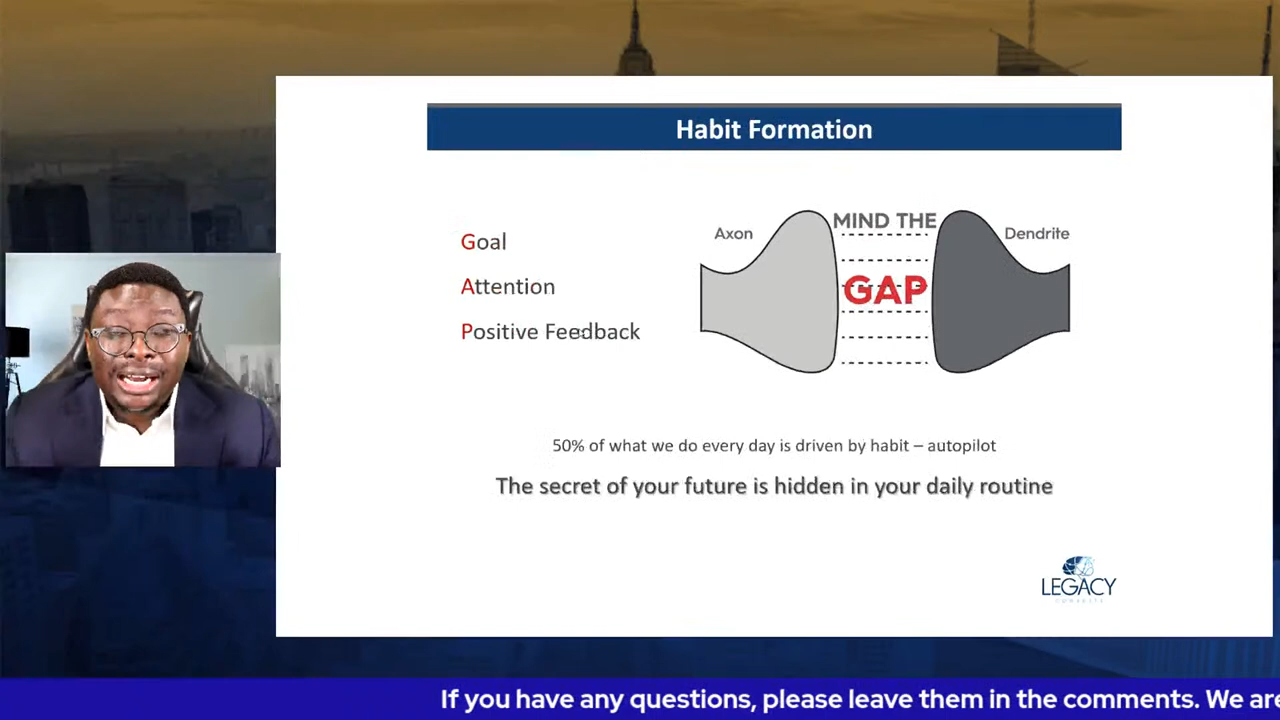 Habit Formation
Goal
Attention
Positive Feedback
Axon
MIND THE
GAP
Dendrite
50% of what we do every day is driven by habit – autopilot
The secret of your future is hidden in your daily routine
LEGACY
If you have any questions, please leave them in the comments. We are